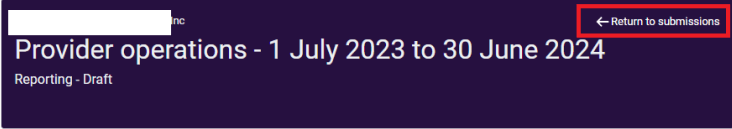 Inc
← Return to submissions
Provider operations - 1 July 2023 to 30 June 2024
Reporting - Draft